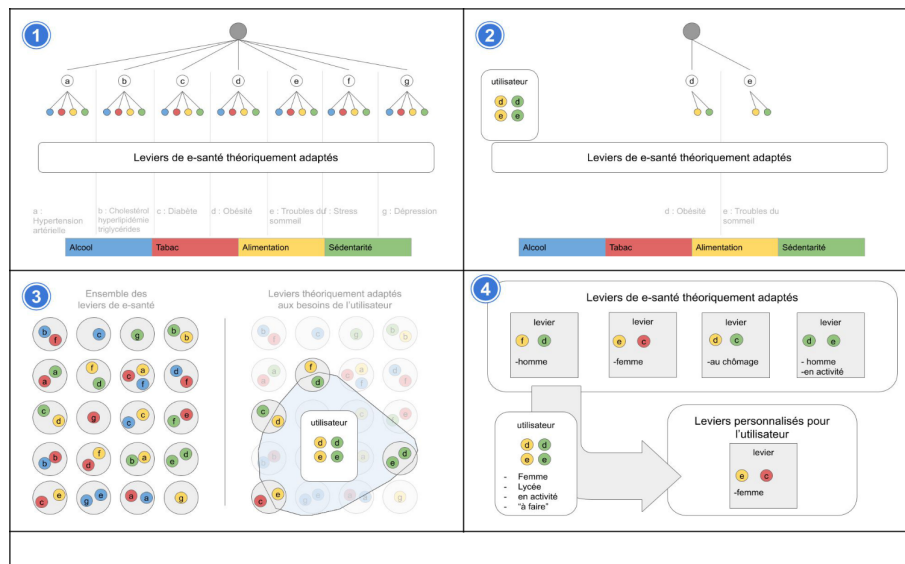 1
a b c d e f g
Leviers de e-santé théoriquement adaptés
a :
Hypertension
artérielle
b : Cholestérol
hyperlipidémie
triglycérides
c : Diabète
d : Obésité
e : Troubles du
sommeil
f : Stress
g : Dépression
Alcool Tabac Alimentation Sédentarité
2
utilisateur
d d
e e
d e
Leviers de e-santé théoriquement adaptés
d : Obésité
e : Troubles du
sommeil
Alcool Tabac Alimentation Sédentarité
3
Ensemble des
leviers de e-santé
b f c g b b
a a f d c a f d f
c d g c c f e
b b d f b a e d
c e g e a a g
Leviers théoriquement adaptés
aux besoins de l'utilisateur
f d
c d
utilisateur
d d
e e
e d
c e
4
Leviers de e-santé théoriquement adaptés
levier
f d
-homme
levier
e c
-femme
levier
d c
-au chômage
levier
d e
- homme
-en activité
utilisateur
d d
e e
- Femme
- Lycée
- en activité
- "à faire"
Leviers personnalisés pour
l'utilisateur
levier
e c
-femme